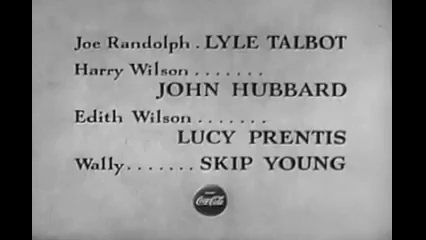 Joe Randolph . LYLE TALBOT
Harry Wilson . . . . . . .
JOHN HUBBARD
Edith Wilson . . . . . . .
LUCY PRENTIS
Wally . . . . . . . SKIP YOUNG
Coca-Cola